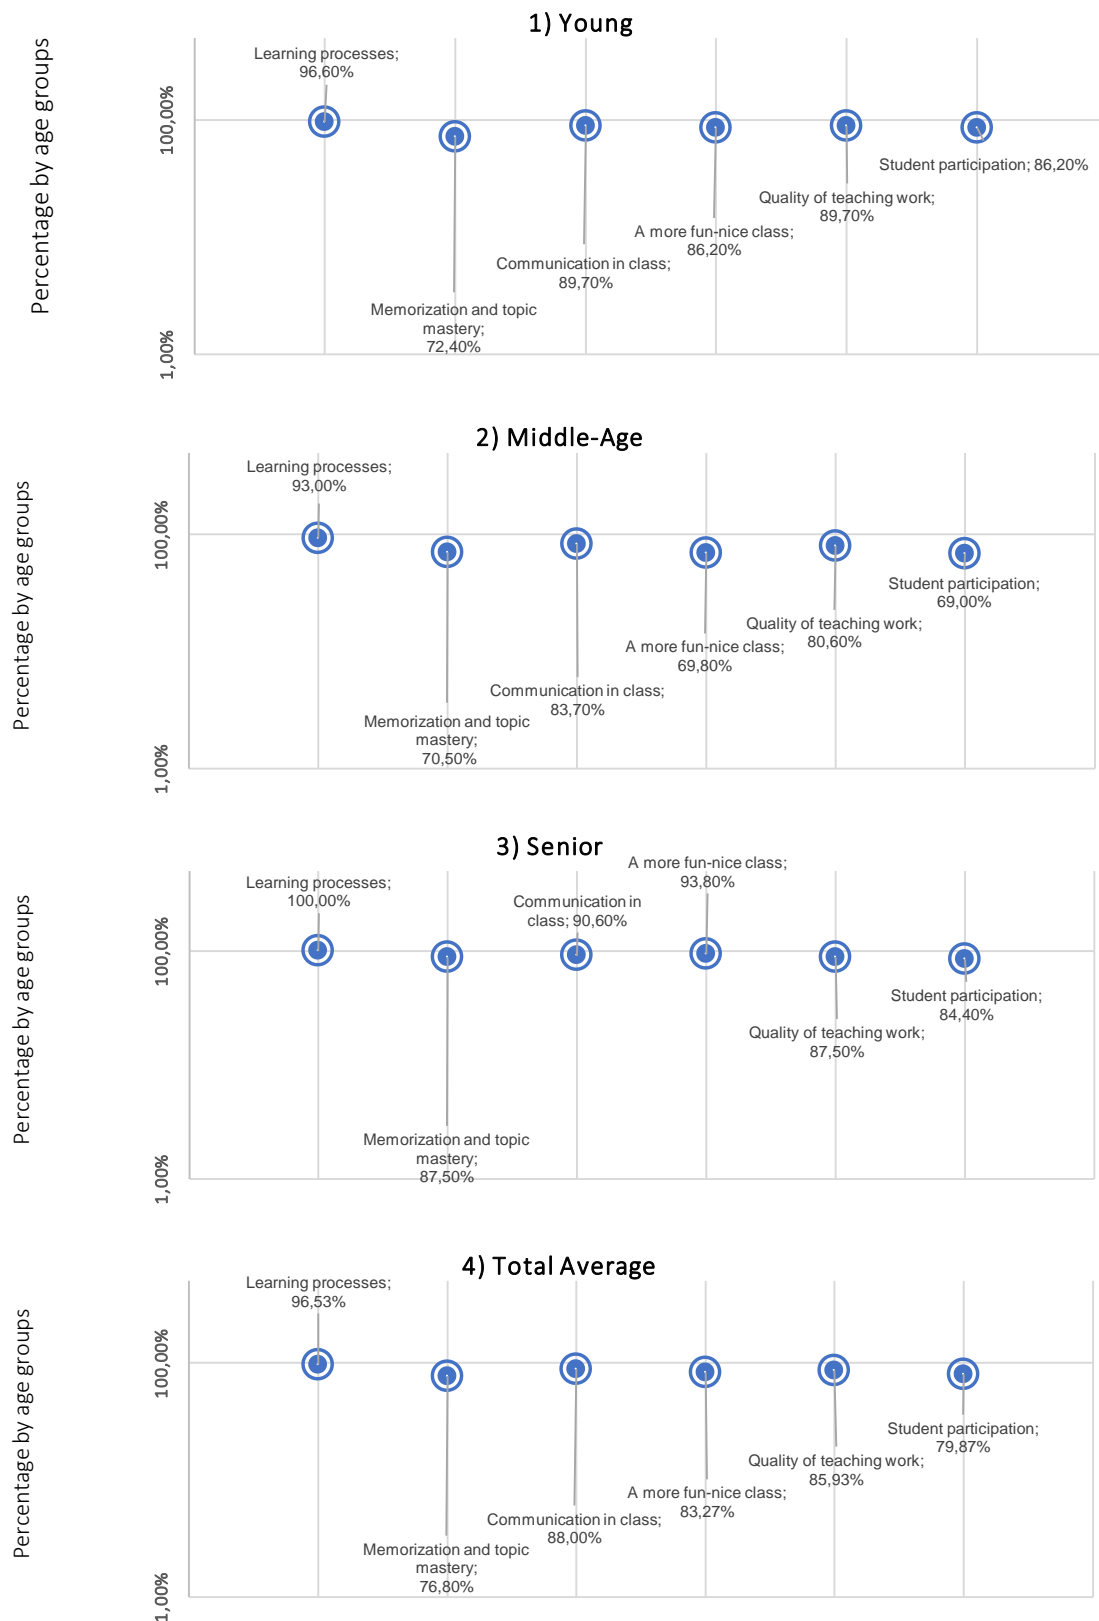 1) Young
Percentage by age groups
100,00%
1,00%
Learning processes;
96,60%
Memorization and topic
mastery;
72,40%
Communication in class;
89,70%
A more fun-nice class;
86,20%
Quality of teaching work;
89,70%
Student participation; 86,20%
2) Middle-Age
Percentage by age groups
100,00%
1,00%
Learning processes;
93,00%
Memorization and topic
mastery;
70,50%
Communication in class;
83,70%
A more fun-nice class;
69,80%
Quality of teaching work;
80,60%
Student participation;
69,00%
3) Senior
Percentage by age groups
100,00%
1,00%
Learning processes;
100,00%
Memorization and topic
mastery;
87,50%
Communication in
class; 90,60%
A more fun-nice class;
93,80%
Quality of teaching work;
87,50%
Student participation;
84,40%
4) Total Average
Percentage by age groups
100,00%
1,00%
Learning processes;
96,53%
Memorization and topic
mastery;
76,80%
Communication in class;
88,00%
A more fun-nice class;
83,27%
Quality of teaching work;
85,93%
Student participation;
79,87%